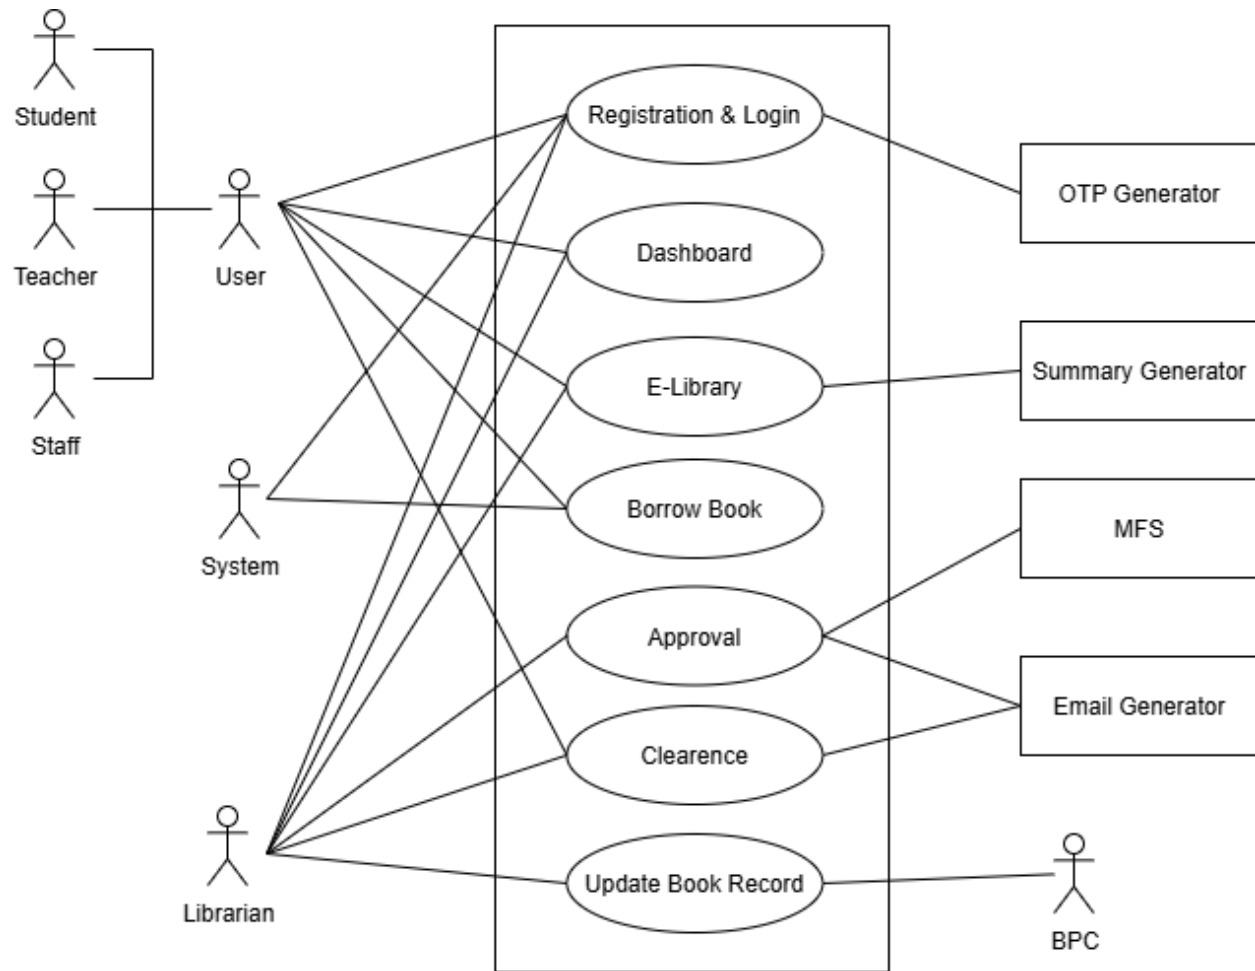 Student
Teacher
Staff
User
System
Librarian
Registration & Login
Dashboard
E-Library
Borrow Book
Approval
Clearence
Update Book Record
OTP Generator
Summary Generator
MFS
Email Generator
BPC